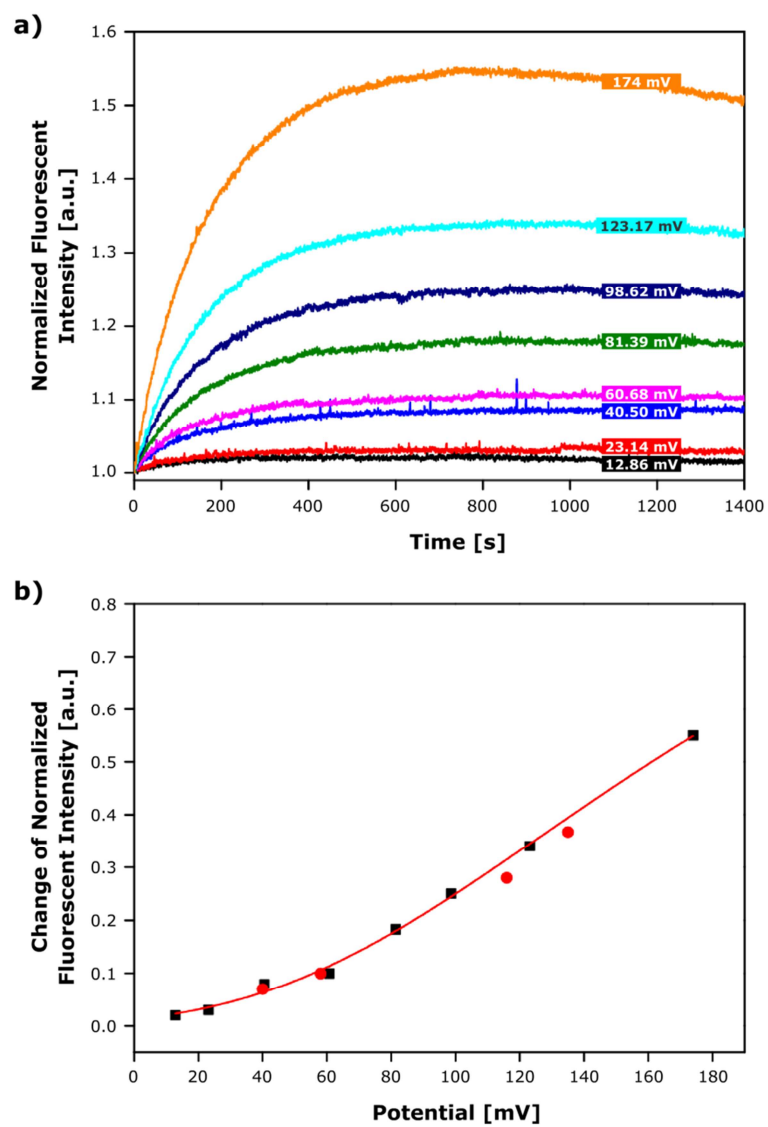 a)
Normalized Fluorescent
Intensity [a.u.]
1.6
1.5
1.4
1.3
1.2
1.1
1.0
174 mV
123.17 mV
98.62 mV
81.39 mV
60.68 mV
40.50 mV
23.14 mV
12.86 mV
0 200 400 600 800 1000 1200 1400
Time [s]
b)
Change of Normalized
Fluorescent Intensity [a.u.]
0.8
0.7
0.6
0.5
0.4
0.3
0.2
0.1
0.0
0 20 40 60 80 100 120 140 160 180
Potential [mV]